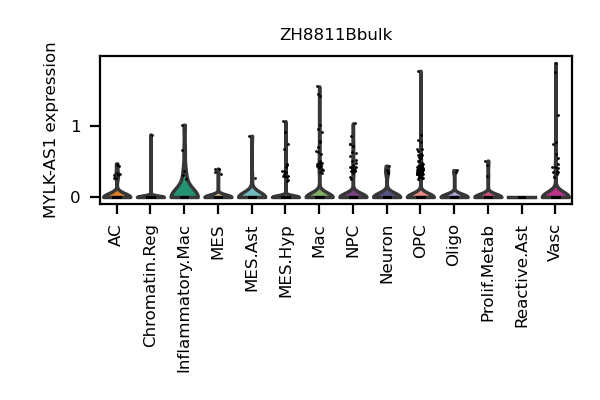 ZH8811Bbulk
MYLK-AS1 expression
1
0
AC
Chromatin.Reg
Inflammatory.Mac
MES
MES.Ast
MES.Hyp
Mac
NPC
Neuron
OPC
Oligo
Prolif.Metab
Reactive.Ast
Vasc